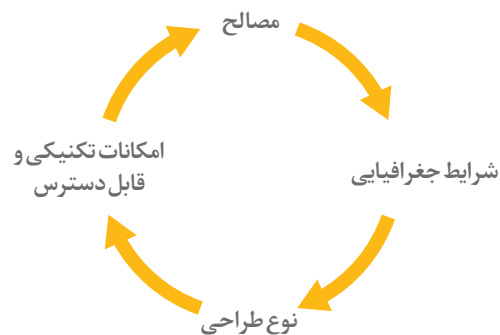 مصالح
شرایط جغرافیایی
نوع طراحی
امکانات تکنیکی و
قابل دسترس